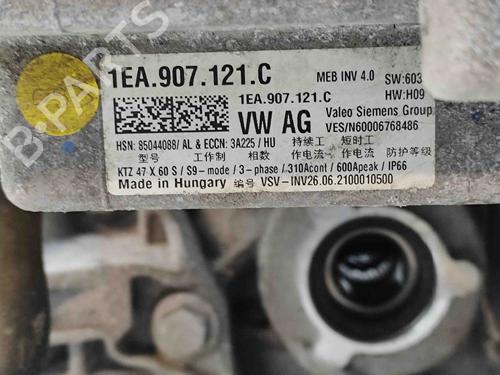 1EA.907.121.C MEB INV 4.0 SW:603
1EA.907.121.C HW:H09
VW AG Valeo Siemens Group
VES/N60006768486
HSN: 85044088/ AL & ECCN: 3A225 / HU 持续工 短时工
型号 工作制 相数 作电流 作电流 防护等级
KTZ 47 X 60 S / S9-mode / 3-phase / 310Acont / 600Apeak / IP66
Made in Hungary 编号 VSV-INV26.06.2100010500
B-PARTS